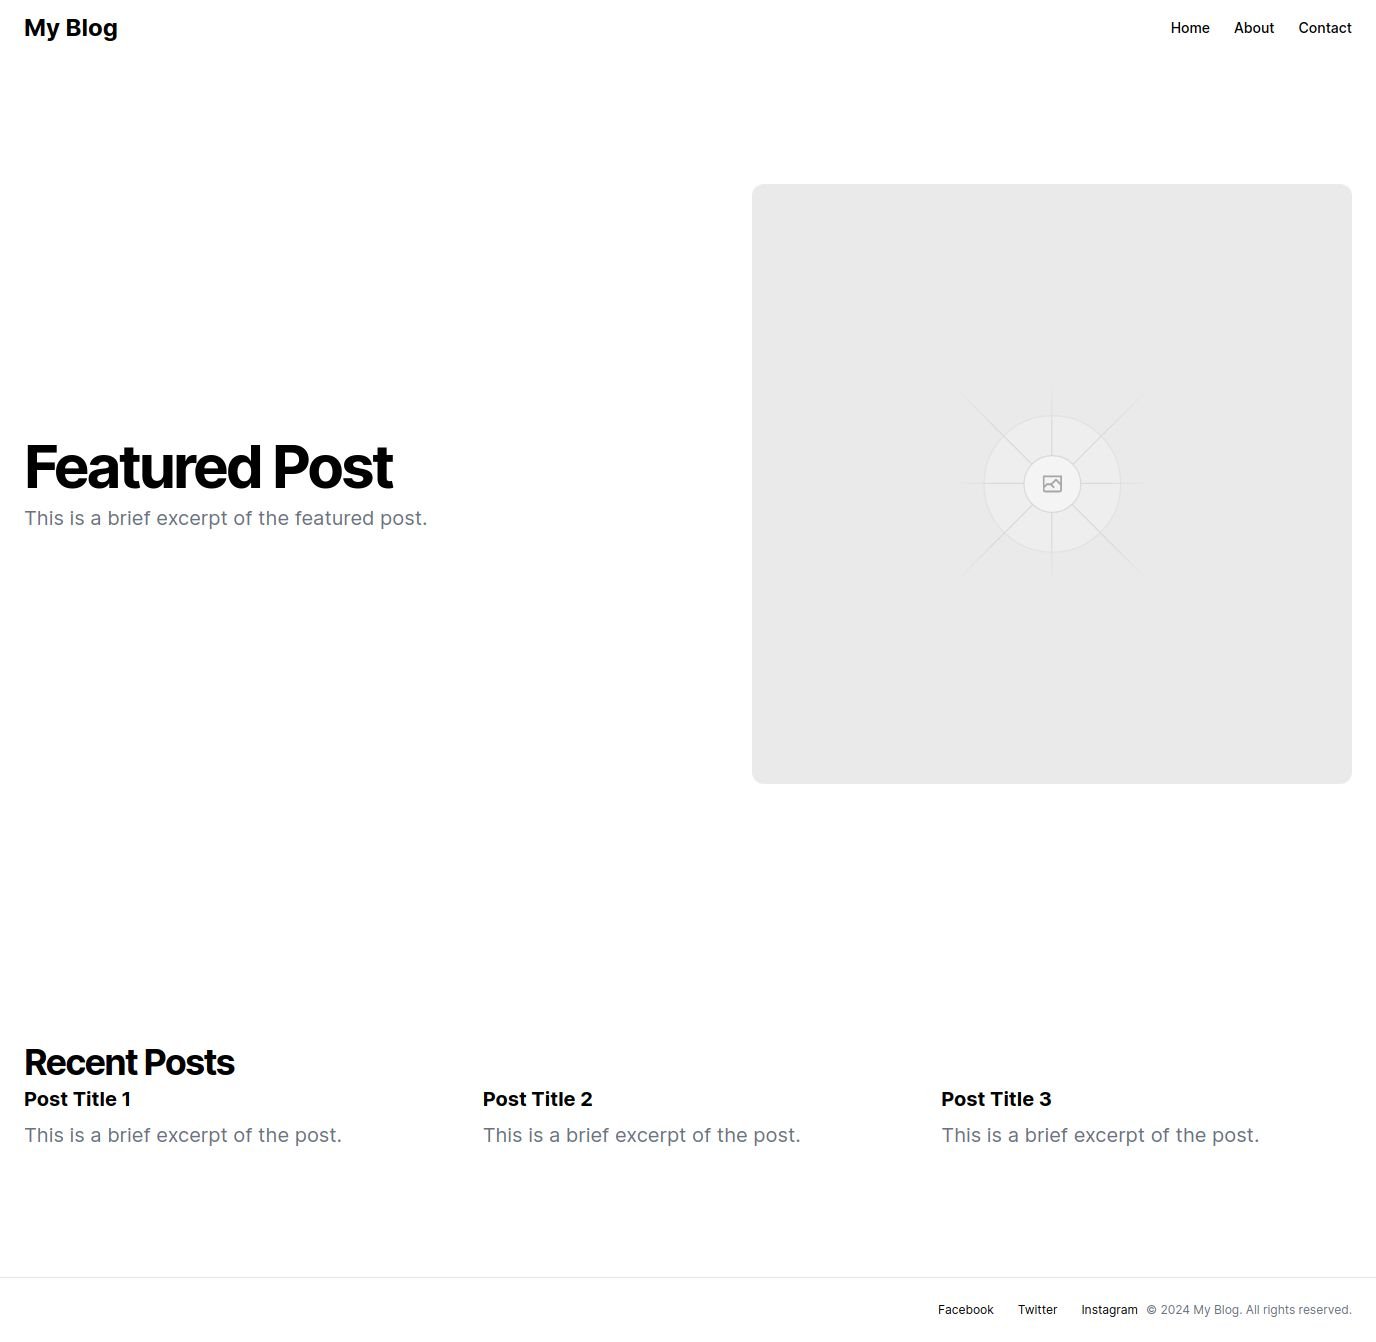 My Blog
Home About Contact
Featured Post
This is a brief excerpt of the featured post.
Recent Posts
Post Title 1
This is a brief excerpt of the post.
Post Title 2
This is a brief excerpt of the post.
Post Title 3
This is a brief excerpt of the post.
Facebook Twitter Instagram © 2024 My Blog. All rights reserved.